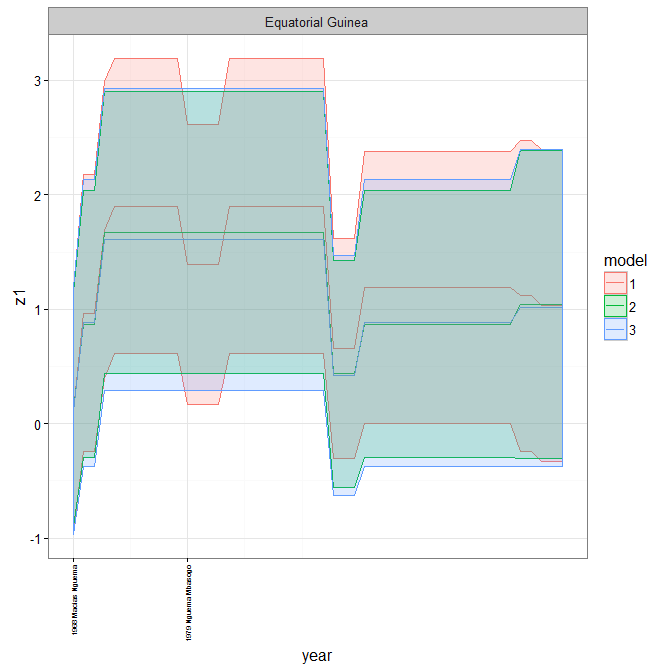 Equatorial Guinea
3
2
1
0
-1
z1
1968 Macias Nguema
1979 Nguema Mbasogo
year
model
1
2
3